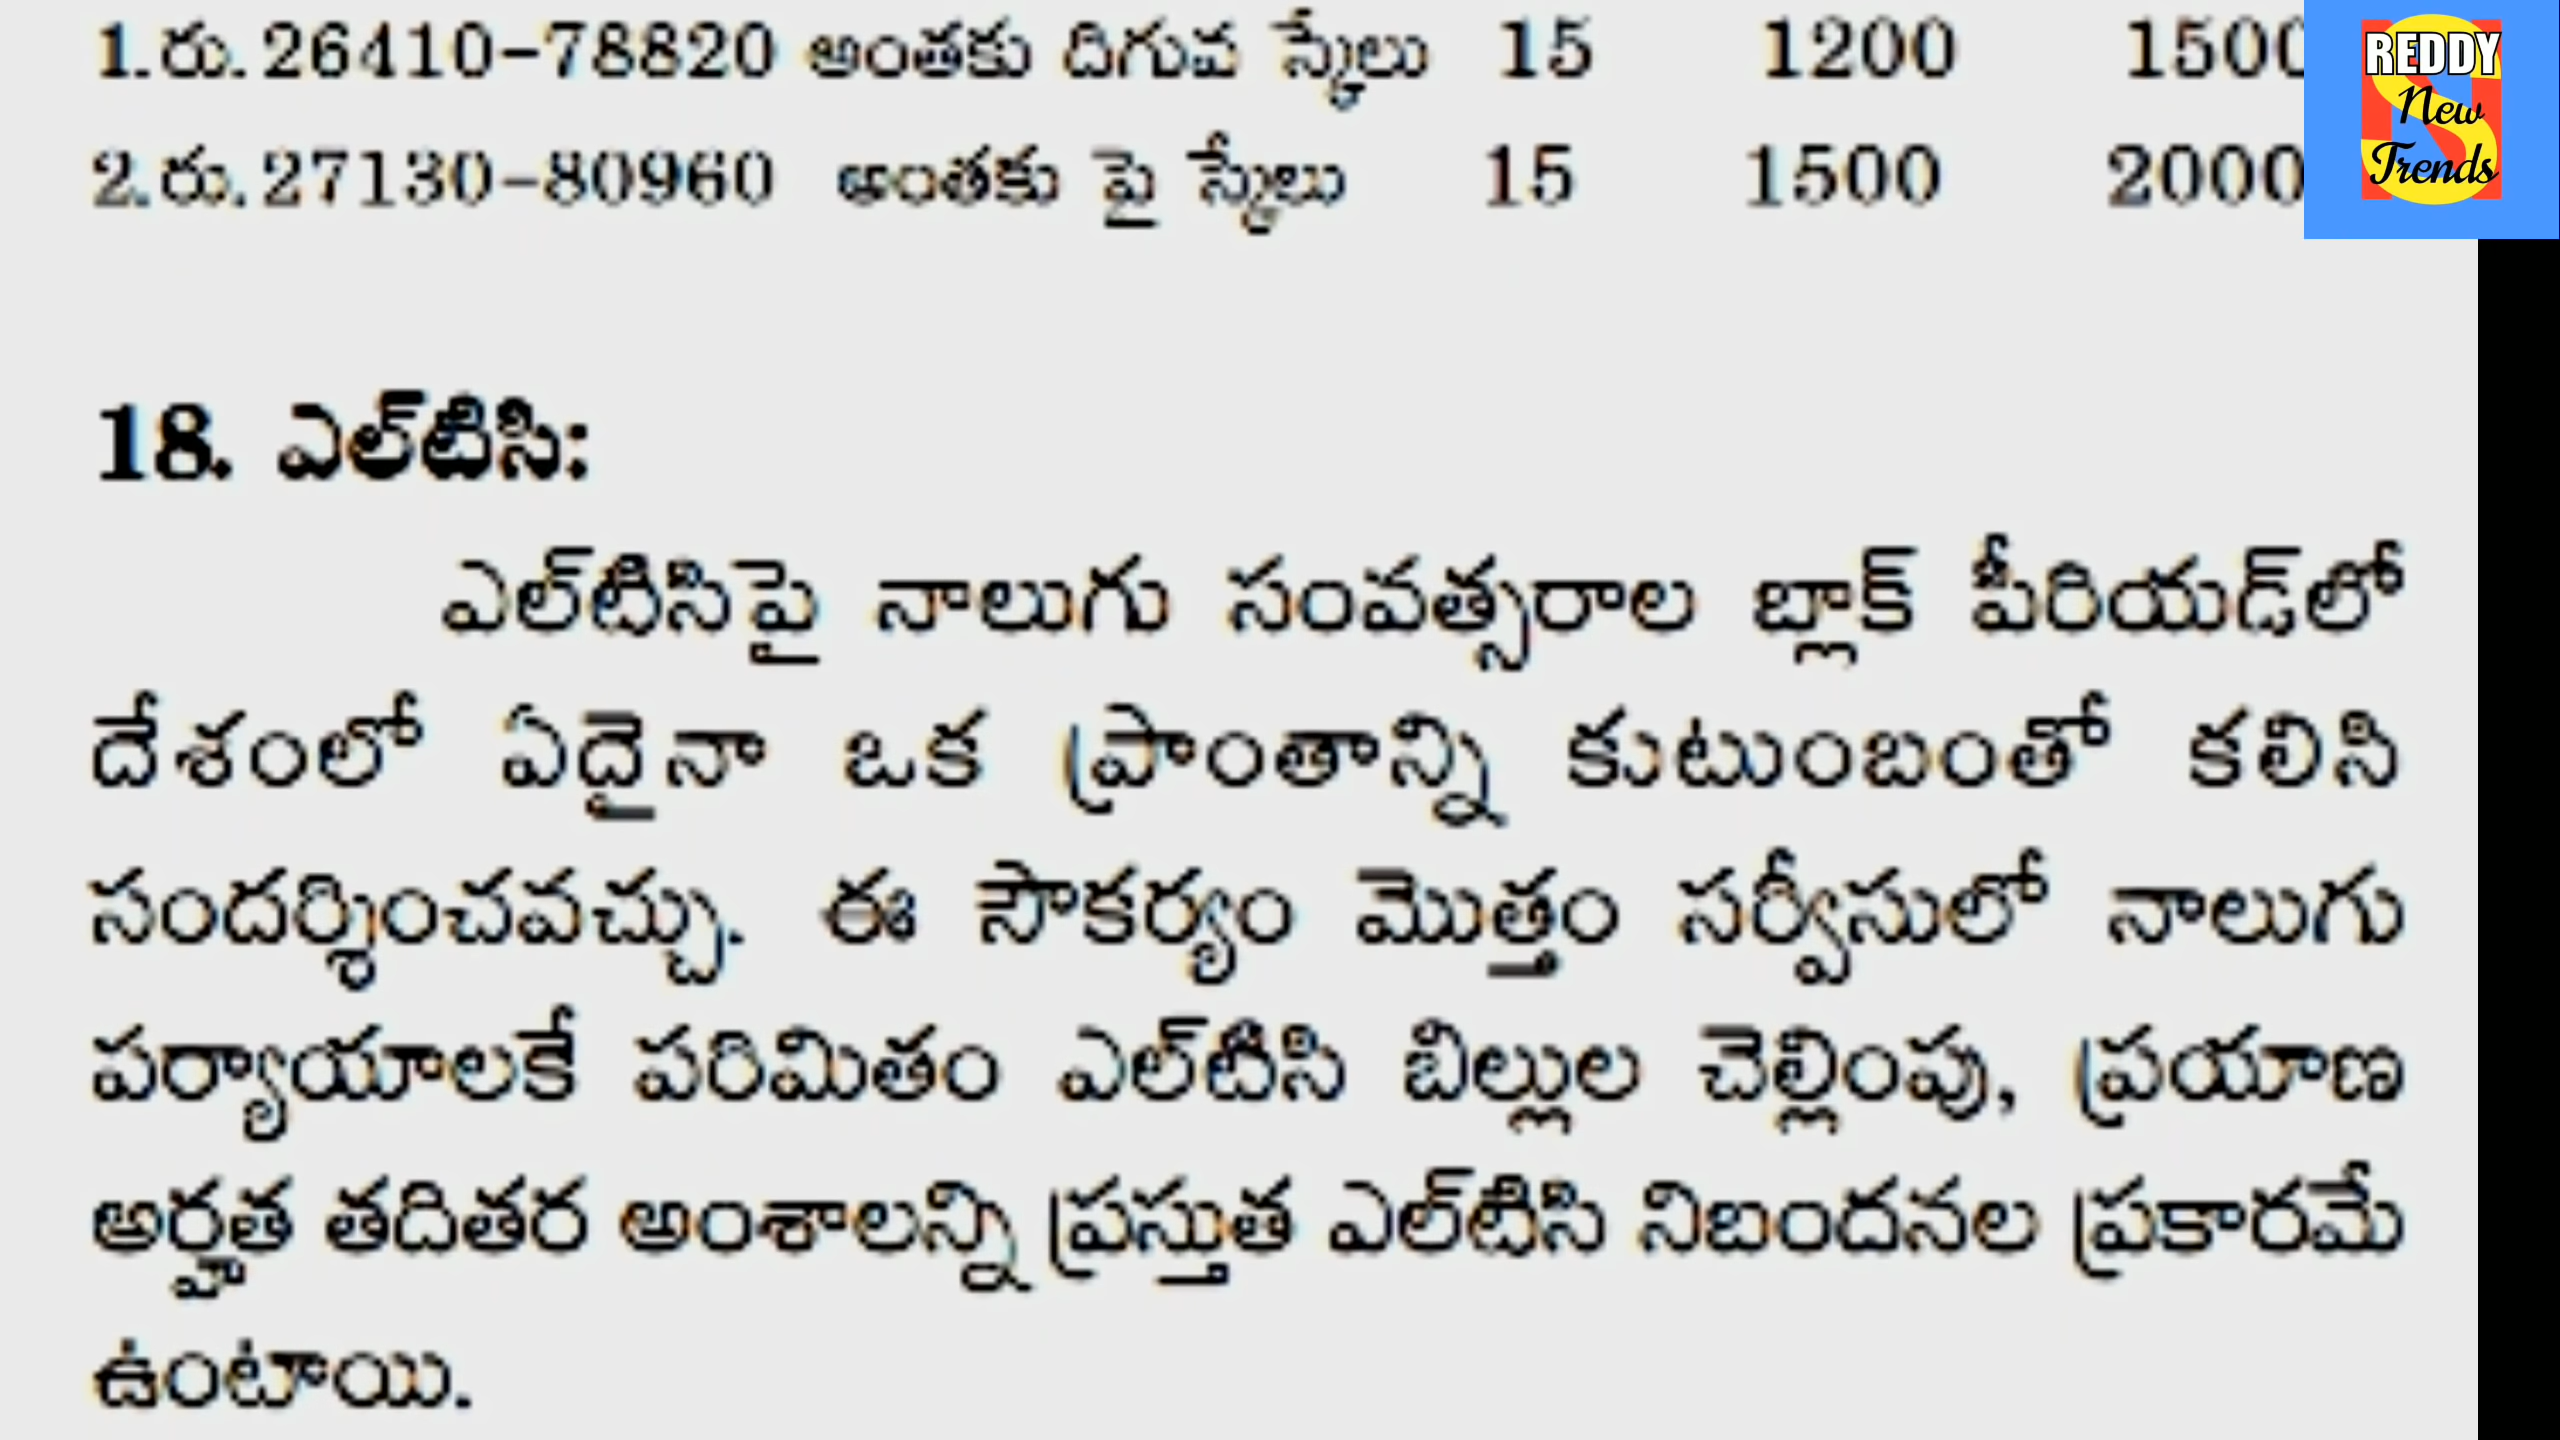 1. రు. 26410-78820 అంతకు దిగువ స్కేలు 15 1200 1500
2. రు. 27130-80960 అంతకు పై స్కేలు 15 1500 2000
REDDY
New
Trends
18. ఎల్‌టిసి:
ఎల్‌టిసిపై నాలుగు సంవత్సరాల బ్లాక్ పీరియడ్‌లో
దేశంలో ఏదైనా ఒక ప్రాంతాన్ని కుటుంబంతో కలిసి
సందర్శించవచ్చు. ఈ సౌకర్యం మొత్తం సర్వీసులో నాలుగు
పర్యాయాలకే పరిమితం ఎల్‌టిసి బిల్లుల చెల్లింపు, ప్రయాణ
అర్హత తదితర అంశాలన్ని ప్రస్తుత ఎల్‌టిసి నిబందనల ప్రకారమే
ఉంటాయి.